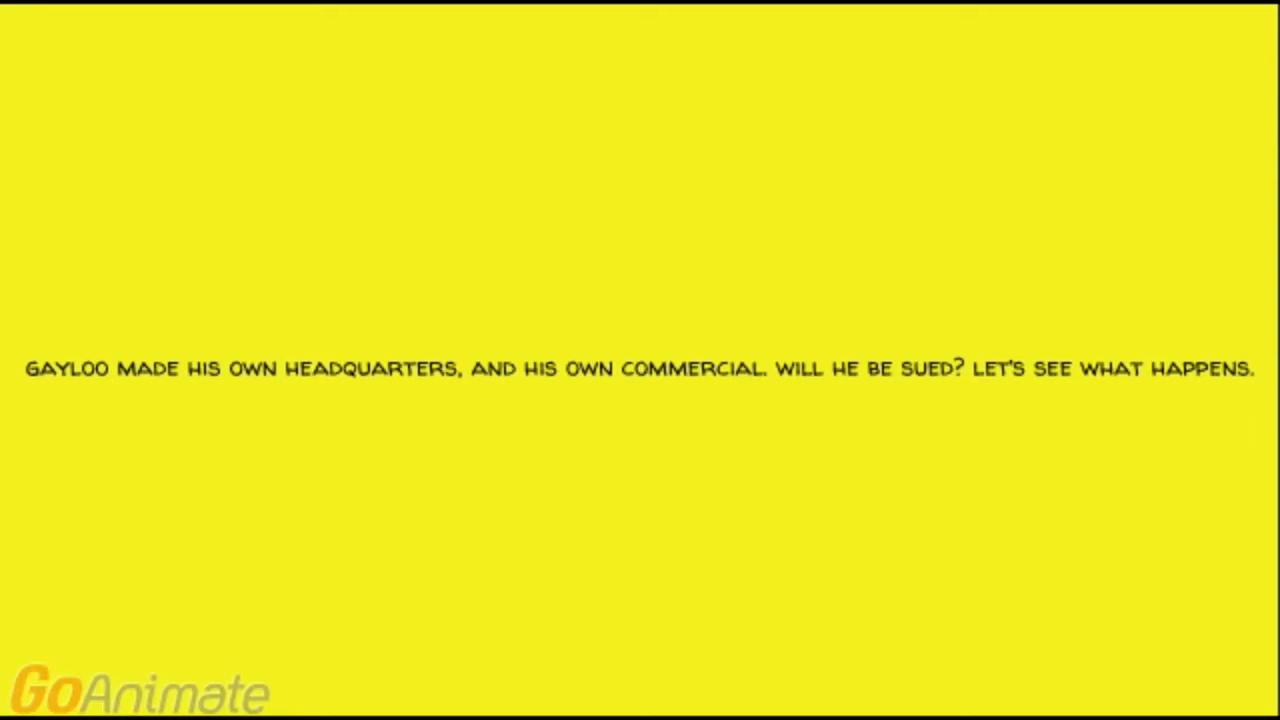 GAYLOO MADE HIS OWN HEADQUARTERS, AND HIS OWN COMMERCIAL. WILL HE BE SUED? LET'S SEE WHAT HAPPENS.
GoAnimate